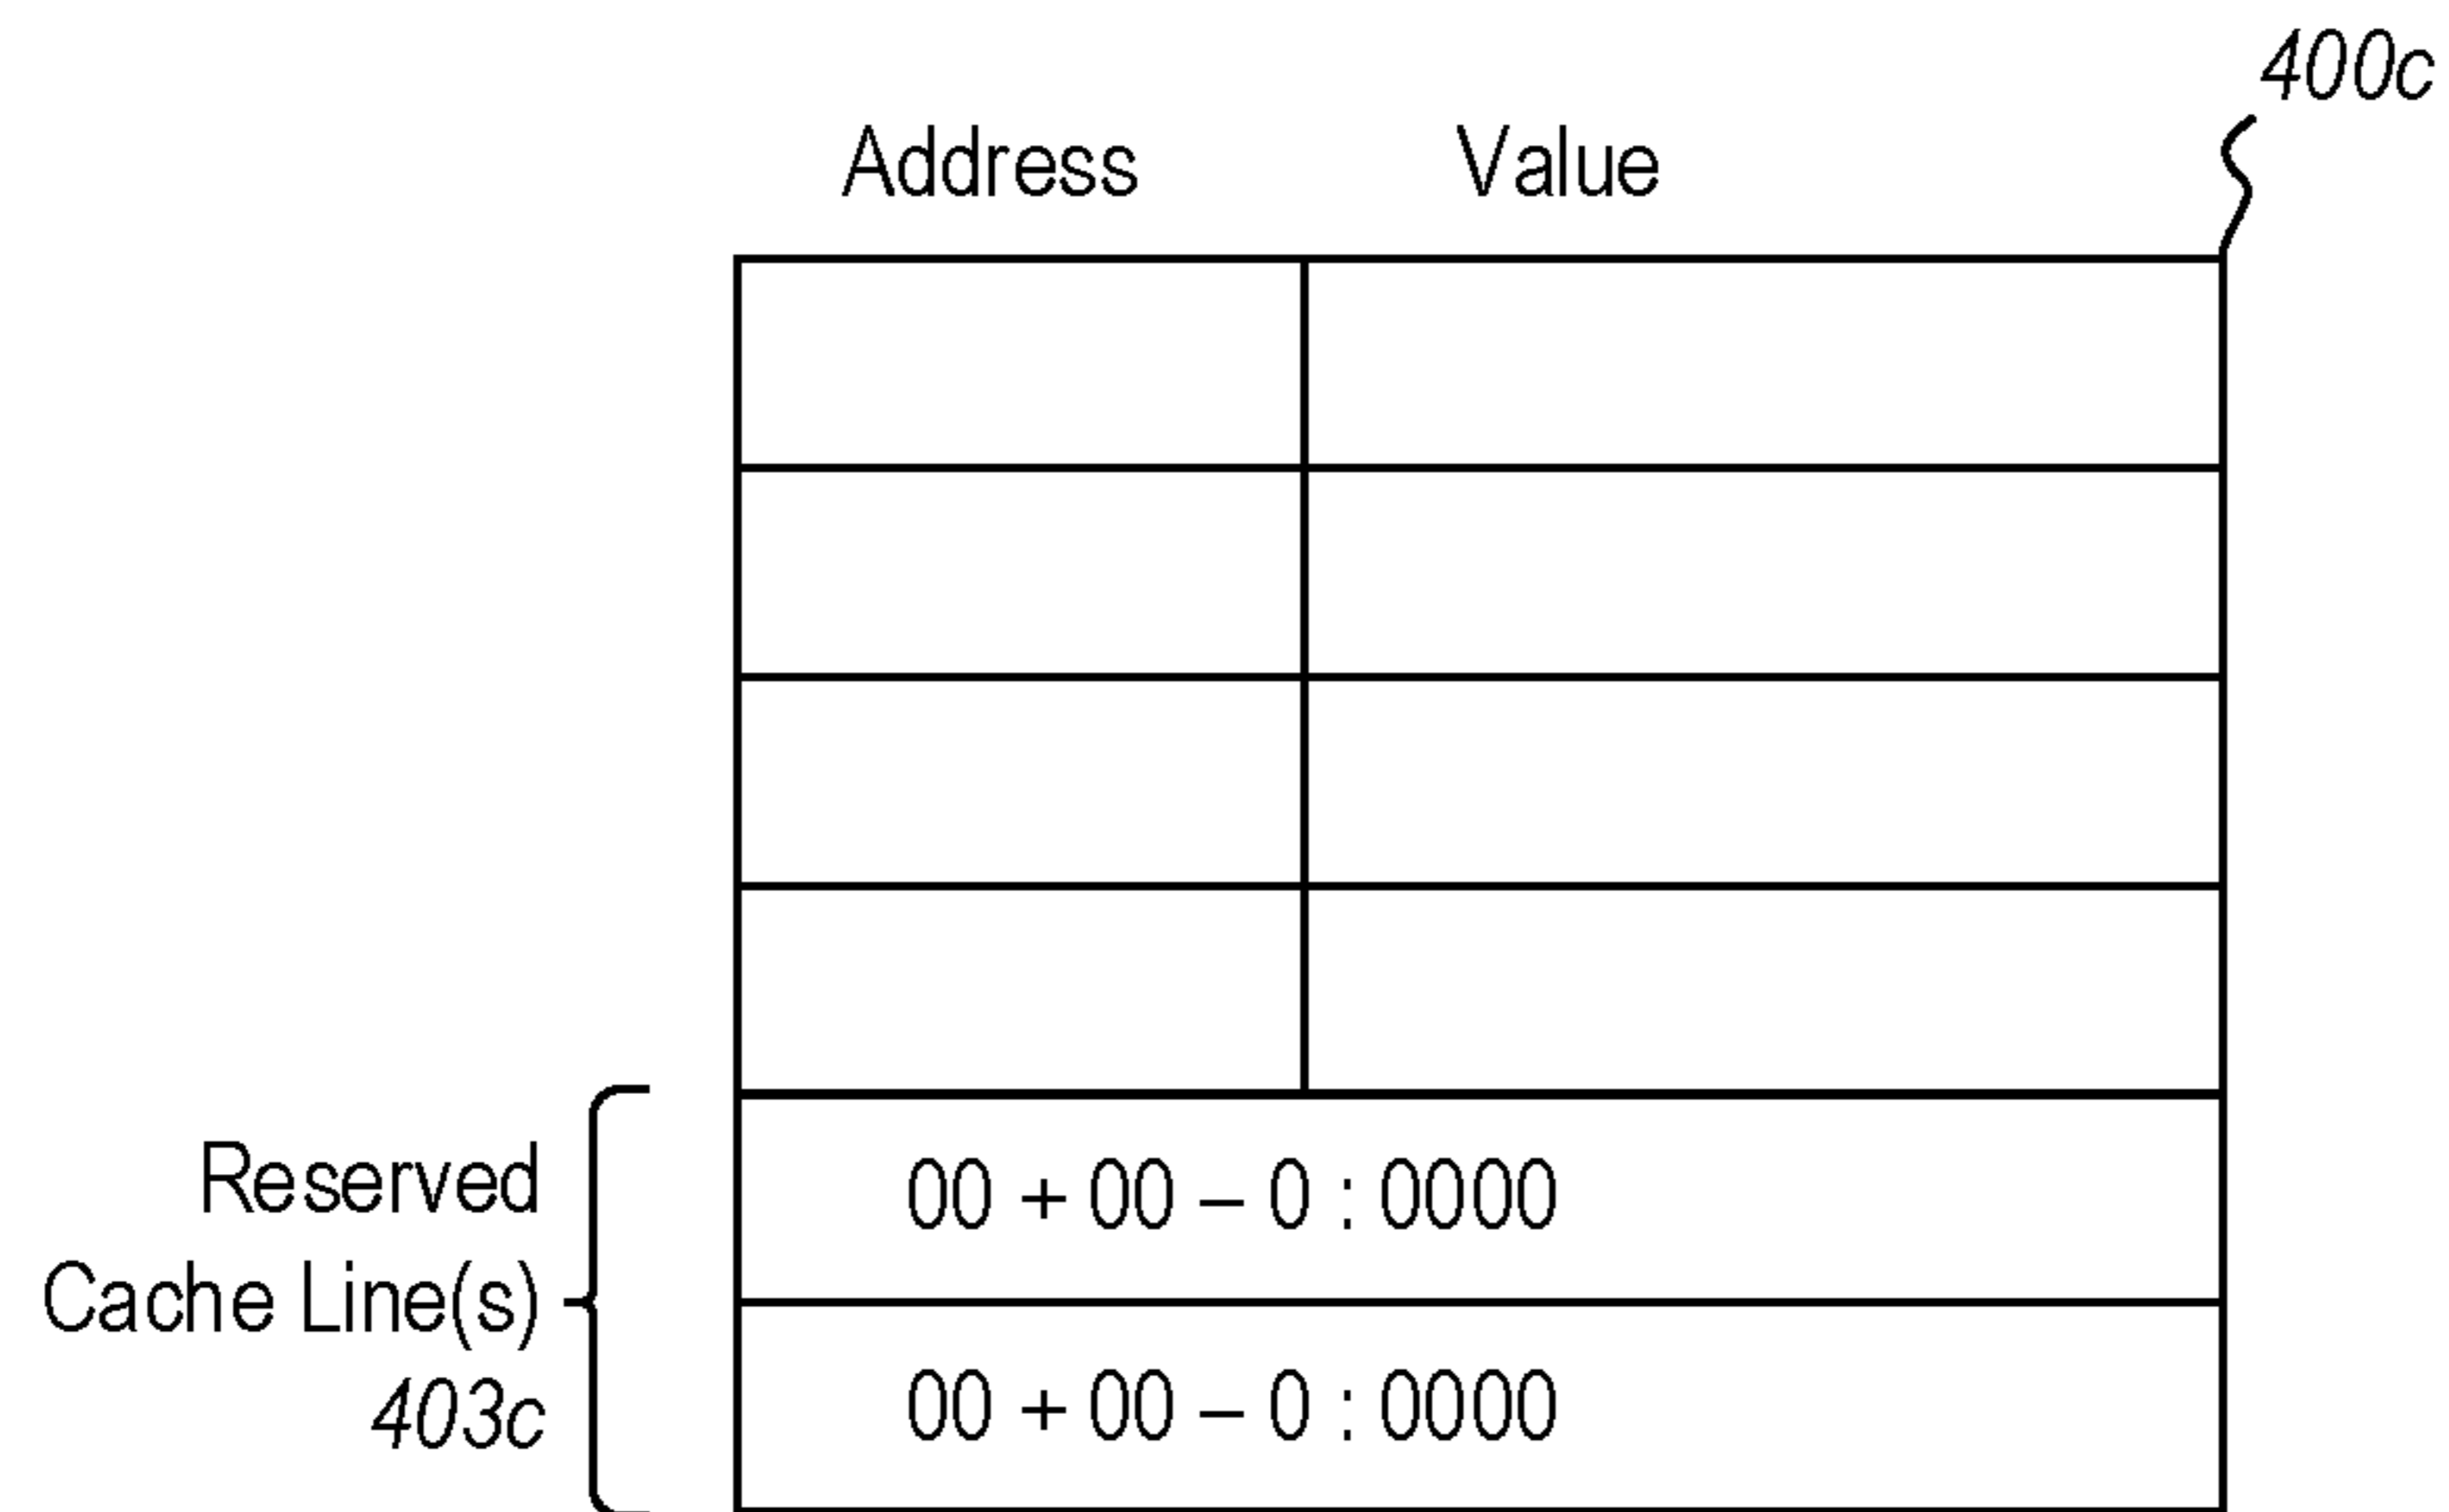 400c
Address Value
Reserved
Cache Line(s)
403c
00 + 00 – 0 : 0000
00 + 00 – 0 : 0000